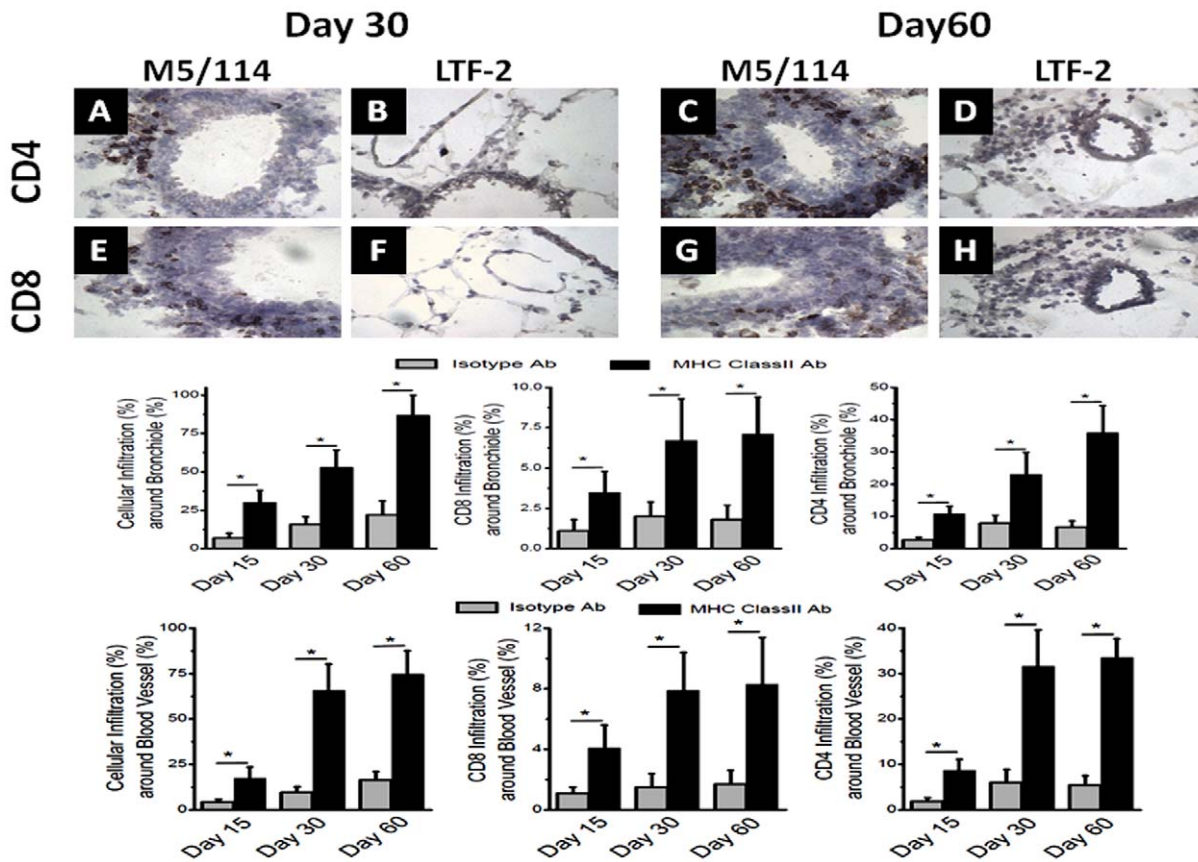 Day 30 Day60
M5/114 LTF-2 M5/114 LTF-2
CD4
A B C D
CD8
E F G H
Isotype Ab MHC ClassII Ab
Cellular Infiltration (%)
around Bronchiole (%)
100
75
50
25
0
* * *
Day 15 Day 30 Day 60
CD8 Infiltration (%)
around Bronchiole (%)
10.0
7.5
5.0
2.5
0.0
* * *
Day 15 Day 30 Day 60
CD4 Infiltration (%)
around Bronchiole (%)
50
40
30
20
10
0
* * *
Day 15 Day 30 Day 60
Isotype Ab MHC ClassII Ab
Cellular Infiltration (%)
around Blood Vessel (%)
100
75
50
25
0
* * *
Day 15 Day 30 Day 60
CD8 Infiltration (%)
around Blood Vessel (%)
12
8
4
0
* * *
Day 15 Day 30 Day 60
CD4 Infiltration (%)
around Blood Vessel (%)
40
30
20
10
0
* * *
Day 15 Day 30 Day 60